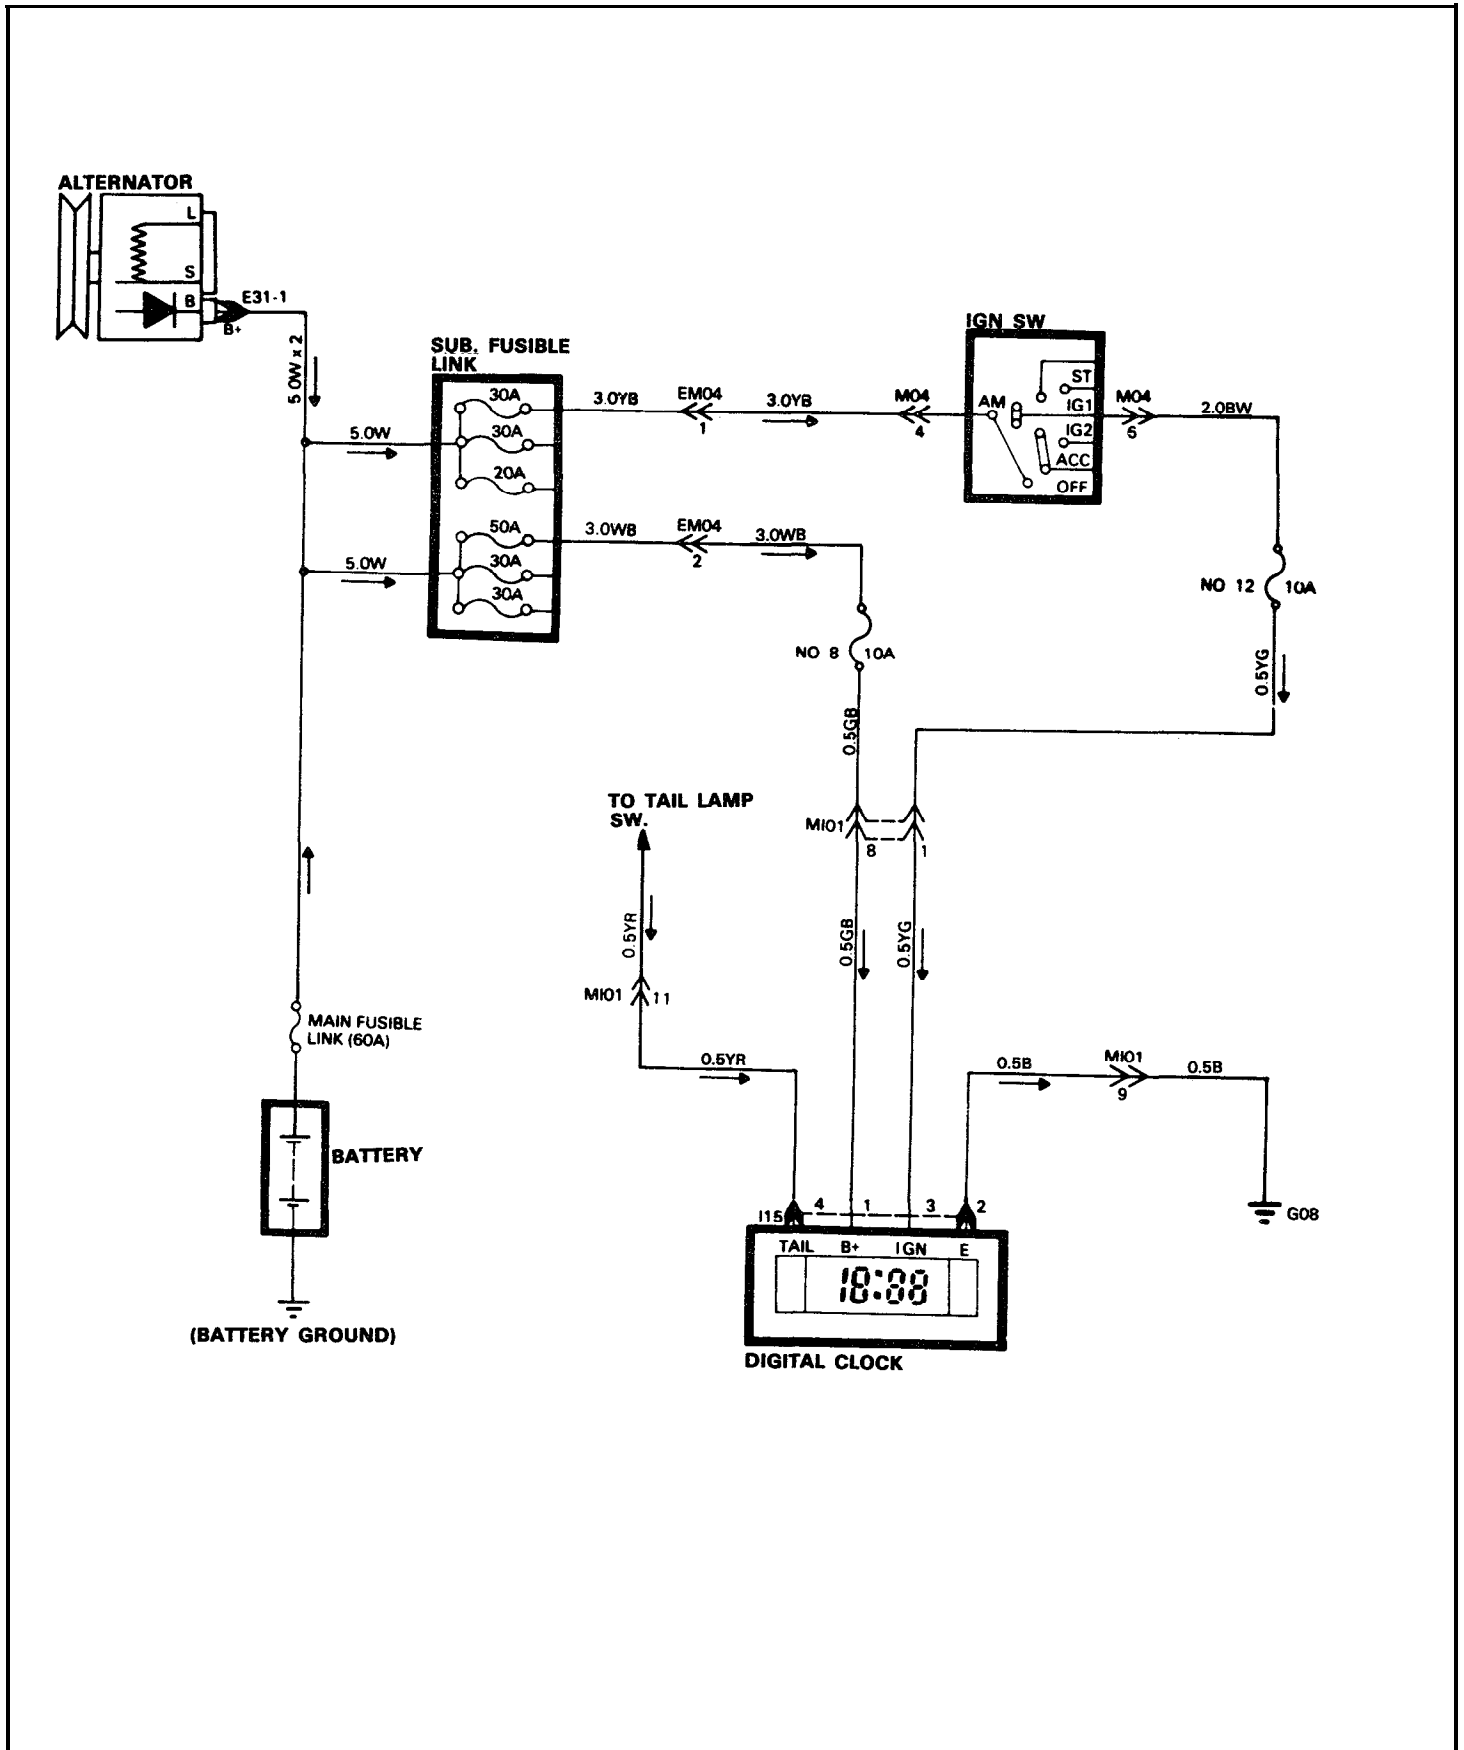 ALTERNATOR
L
S
B
E31-1
B+
5.0W x 2
SUB. FUSIBLE
LINK
30A
30A
20A
50A
30A
30A
5.0W
5.0W
3.0YB
EM04
1
3.0YB
M04
4
IGN SW
AM
ST
IG1
IG2
ACC
OFF
M04
5
2.0BW
3.0WB
EM04
2
3.0WB
NO 12
10A
NO 8
10A
0.5YG
0.5GB
TO TAIL LAMP
SW.
MI01
8
1
0.5YR
0.5GB
0.5YG
MI01
11
MAIN FUSIBLE
LINK (60A)
0.5YR
0.5B
MI01
9
0.5B
BATTERY
I15
4
1
3
2
G08
TAIL
B+
IGN
E
18:88
(BATTERY GROUND)
DIGITAL CLOCK